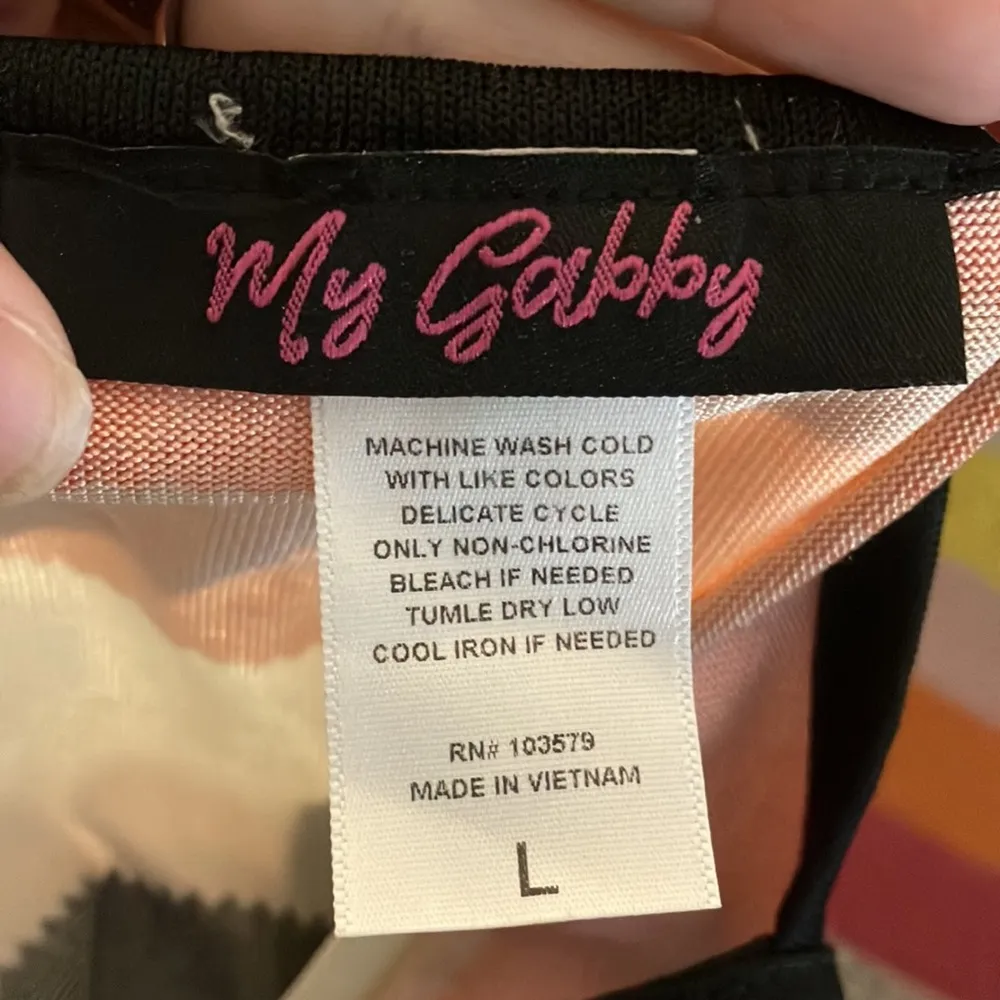 My Gabby
MACHINE WASH COLD
WITH LIKE COLORS
DELICATE CYCLE
ONLY NON-CHLORINE
BLEACH IF NEEDED
TUMLE DRY LOW
COOL IRON IF NEEDED
RN# 103579
MADE IN VIETNAM
L